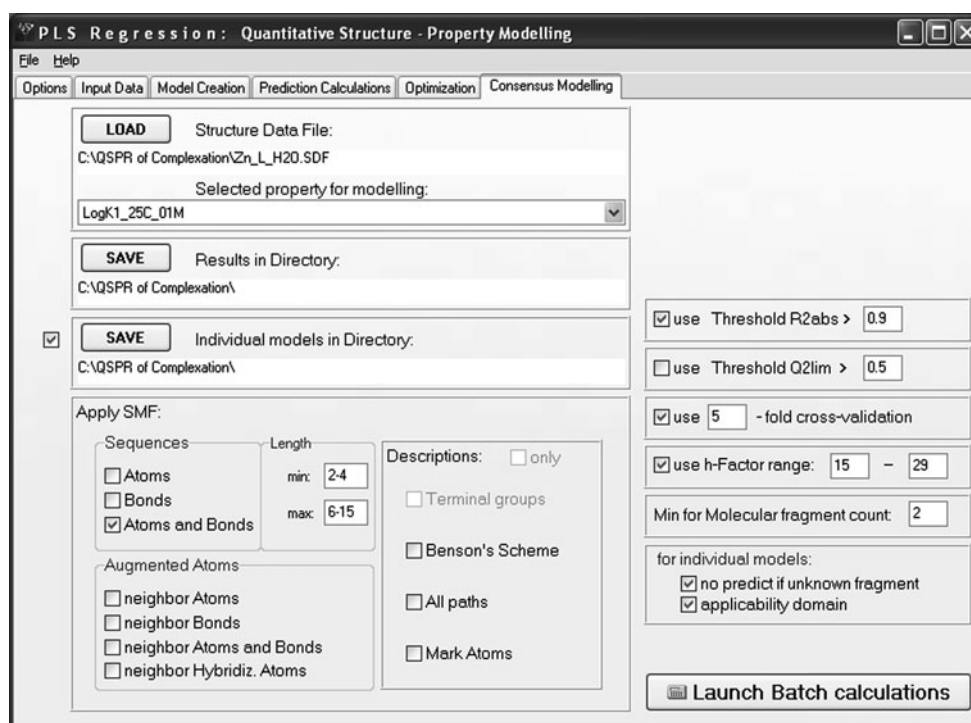 PLS Regression: Quantitative Structure - Property Modelling
File Help
Options Input Data Model Creation Prediction Calculations Optimization Consensus Modelling
LOAD Structure Data File:
C:\QSPR of Complexation\Zn_L_H2O.SDF
Selected property for modelling:
LogK1_25C_01M
SAVE Results in Directory:
C:\QSPR of Complexation\
SAVE Individual models in Directory:
C:\QSPR of Complexation\
Apply SMF:
Sequences
Atoms
Bonds
Atoms and Bonds
Length
min: 2-4
max: 6-15
Augmented Atoms
neighbor Atoms
neighbor Bonds
neighbor Atoms and Bonds
neighbor Hybridiz. Atoms
Descriptions: only
Terminal groups
Benson's Scheme
All paths
Mark Atoms
use Threshold R2abs > 0.9
use Threshold Q2lim > 0.5
use 5 - fold cross-validation
use h-Factor range: 15 – 29
Min for Molecular fragment count: 2
for individual models:
no predict if unknown fragment
applicability domain
Launch Batch calculations